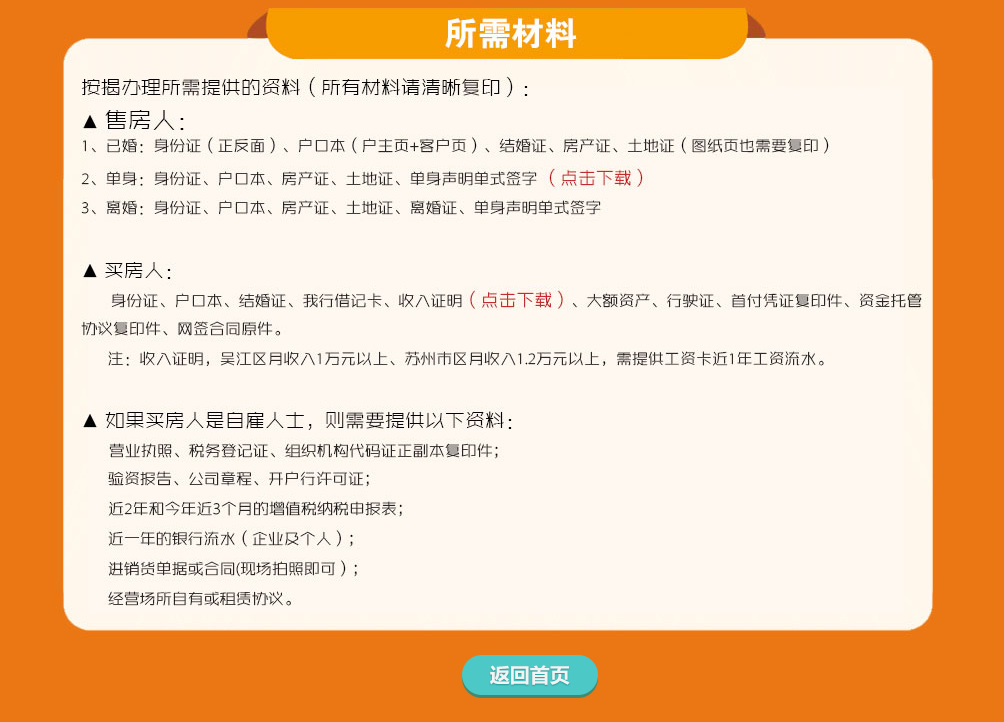 所需材料
按揭办理所需提供的资料（所有材料请清晰复印）:
▲ 售房人:
1、已婚: 身份证（正反面）、户口本（户主页+客户页）、结婚证、房产证、土地证（图纸页也需要复印）
2、单身: 身份证、户口本、房产证、土地证、单身声明单式签字（点击下载）
3、离婚: 身份证、户口本、房产证、土地证、离婚证、单身声明单式签字
▲ 买房人:
身份证、户口本、结婚证、我行借记卡、收入证明（点击下载）、大额资产、行驶证、首付凭证复印件、资金托管
协议复印件、网签合同原件。
注: 收入证明，吴江区月收入1万元以上、苏州市区月收入1.2万元以上，需提供工资卡近1年工资流水。
▲ 如果买房人是自雇人士，则需要提供以下资料:
营业执照、税务登记证、组织机构代码证正副本复印件;
验资报告、公司章程、开户行许可证;
近2年和今年近3个月的增值税纳税申报表;
近一年的银行流水（企业及个人）;
进销货单据或合同(现场拍照即可）;
经营场所自有或租赁协议。
返回首页